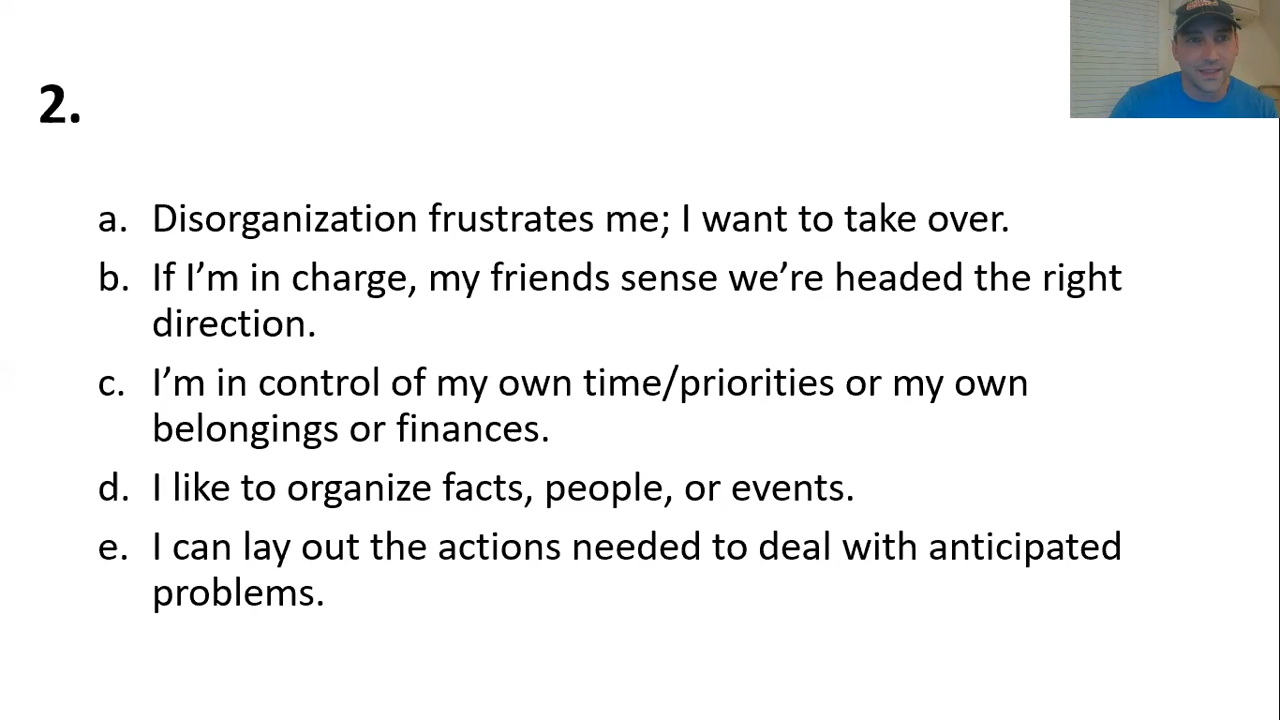 2.
a. Disorganization frustrates me; I want to take over.
b. If I’m in charge, my friends sense we’re headed the right
direction.
c. I’m in control of my own time/priorities or my own
belongings or finances.
d. I like to organize facts, people, or events.
e. I can lay out the actions needed to deal with anticipated
problems.